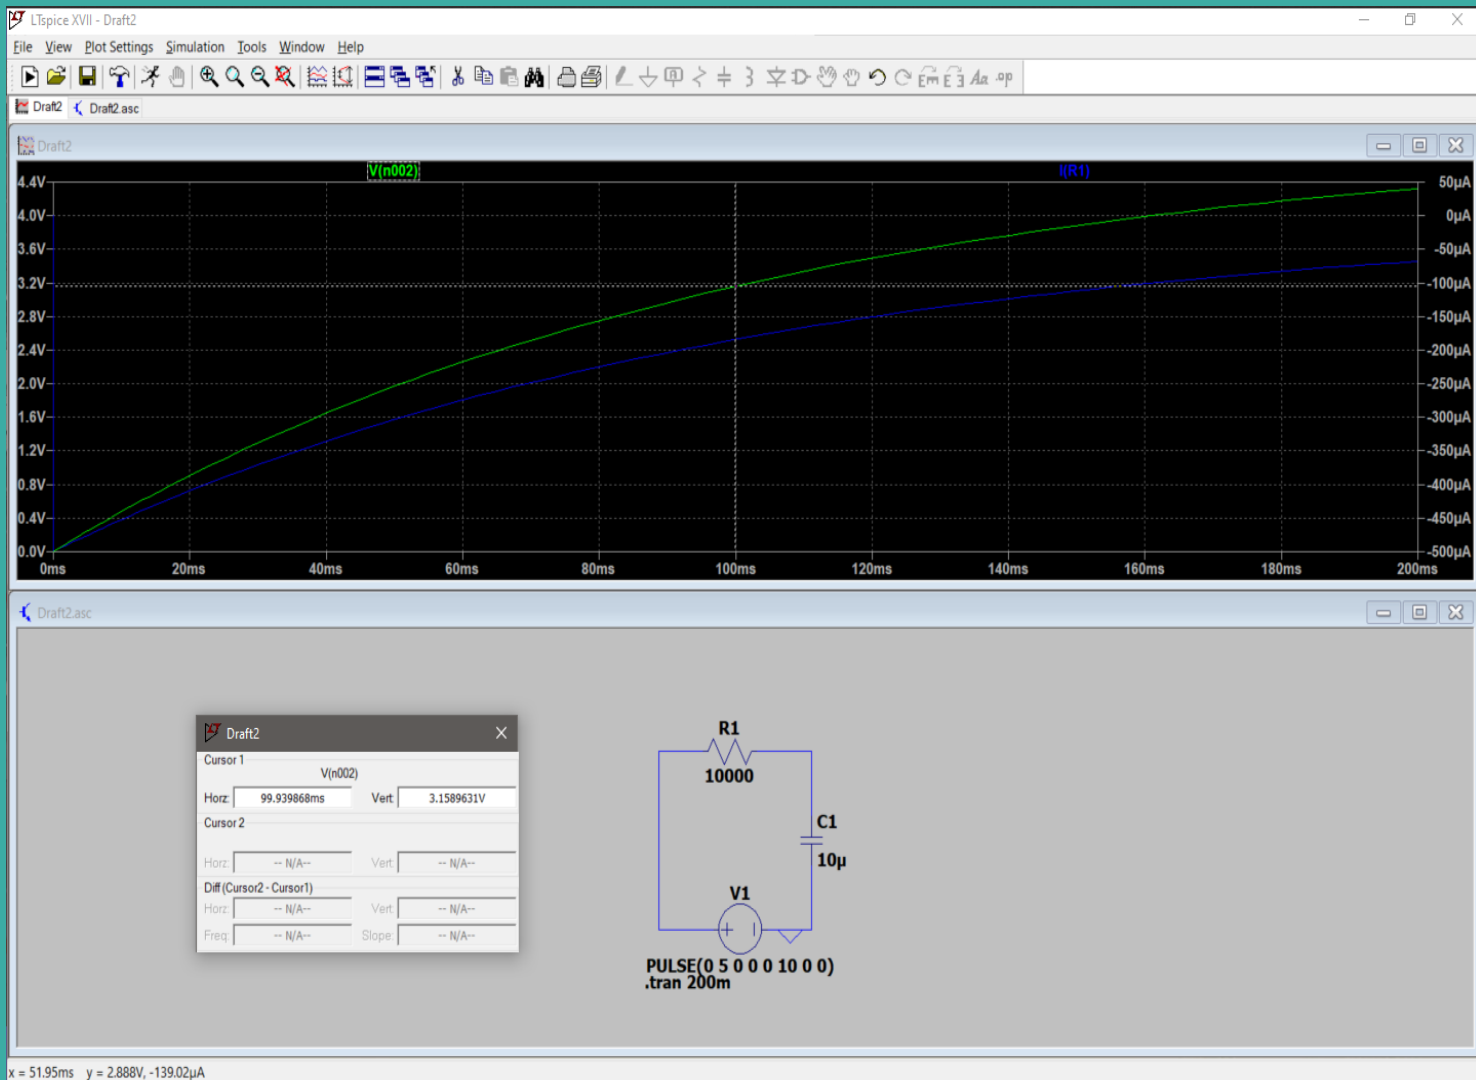 LTspice XVII - Draft2
File View Plot Settings Simulation Tools Window Help
Draft2 Draft2.asc
Draft2
V(n002) I(R1)
4.4V 50µA
4.0V 0µA
3.6V -50µA
3.2V -100µA
2.8V -150µA
2.4V -200µA
2.0V -250µA
1.6V -300µA
1.2V -350µA
0.8V -400µA
0.4V -450µA
0.0V -500µA
0ms 20ms 40ms 60ms 80ms 100ms 120ms 140ms 160ms 180ms 200ms
Draft2.asc
Draft2
Cursor 1
V(n002)
Horz: 99.939868ms Vert: 3.1589631V
Cursor 2
Horz: -- N/A-- Vert: -- N/A--
Diff (Cursor2 - Cursor1)
Horz: -- N/A-- Vert: -- N/A--
Freq: -- N/A-- Slope: -- N/A--
R1
10000
C1
10µ
V1
PULSE(0 5 0 0 0 10 0 0)
.tran 200m
x = 51.95ms y = 2.888V, -139.02µA